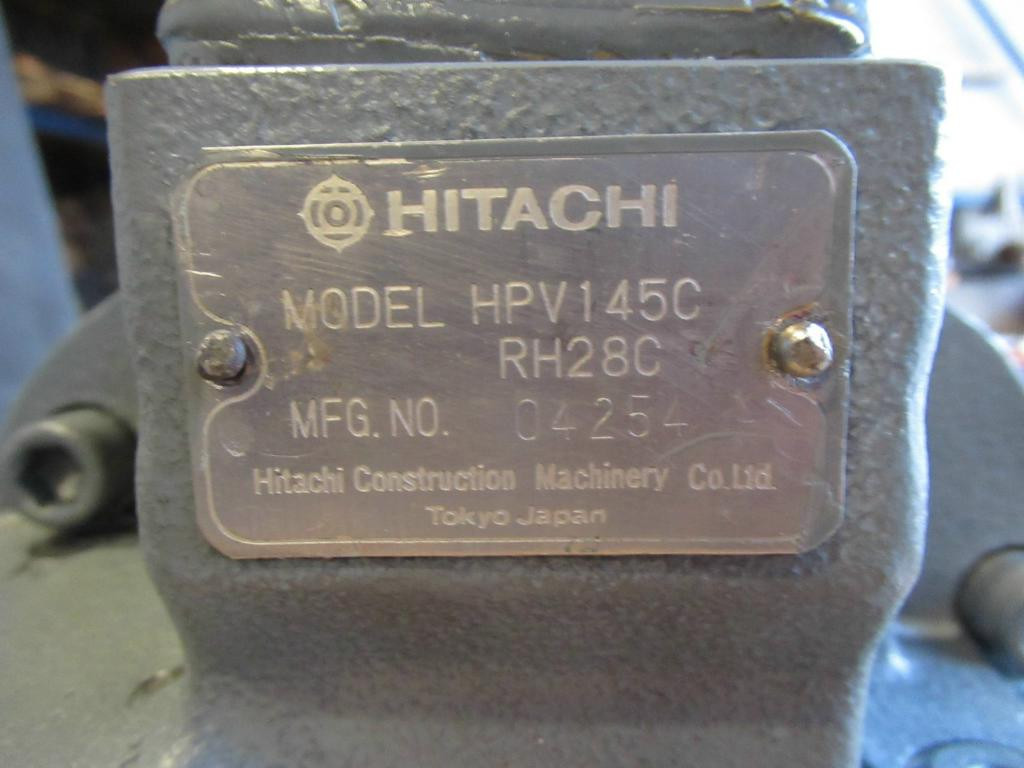 HITACHI
MODEL HPV145C
RH28C
MFG. NO. 04254
Hitachi Construction Machinery Co. Ltd.
Tokyo Japan